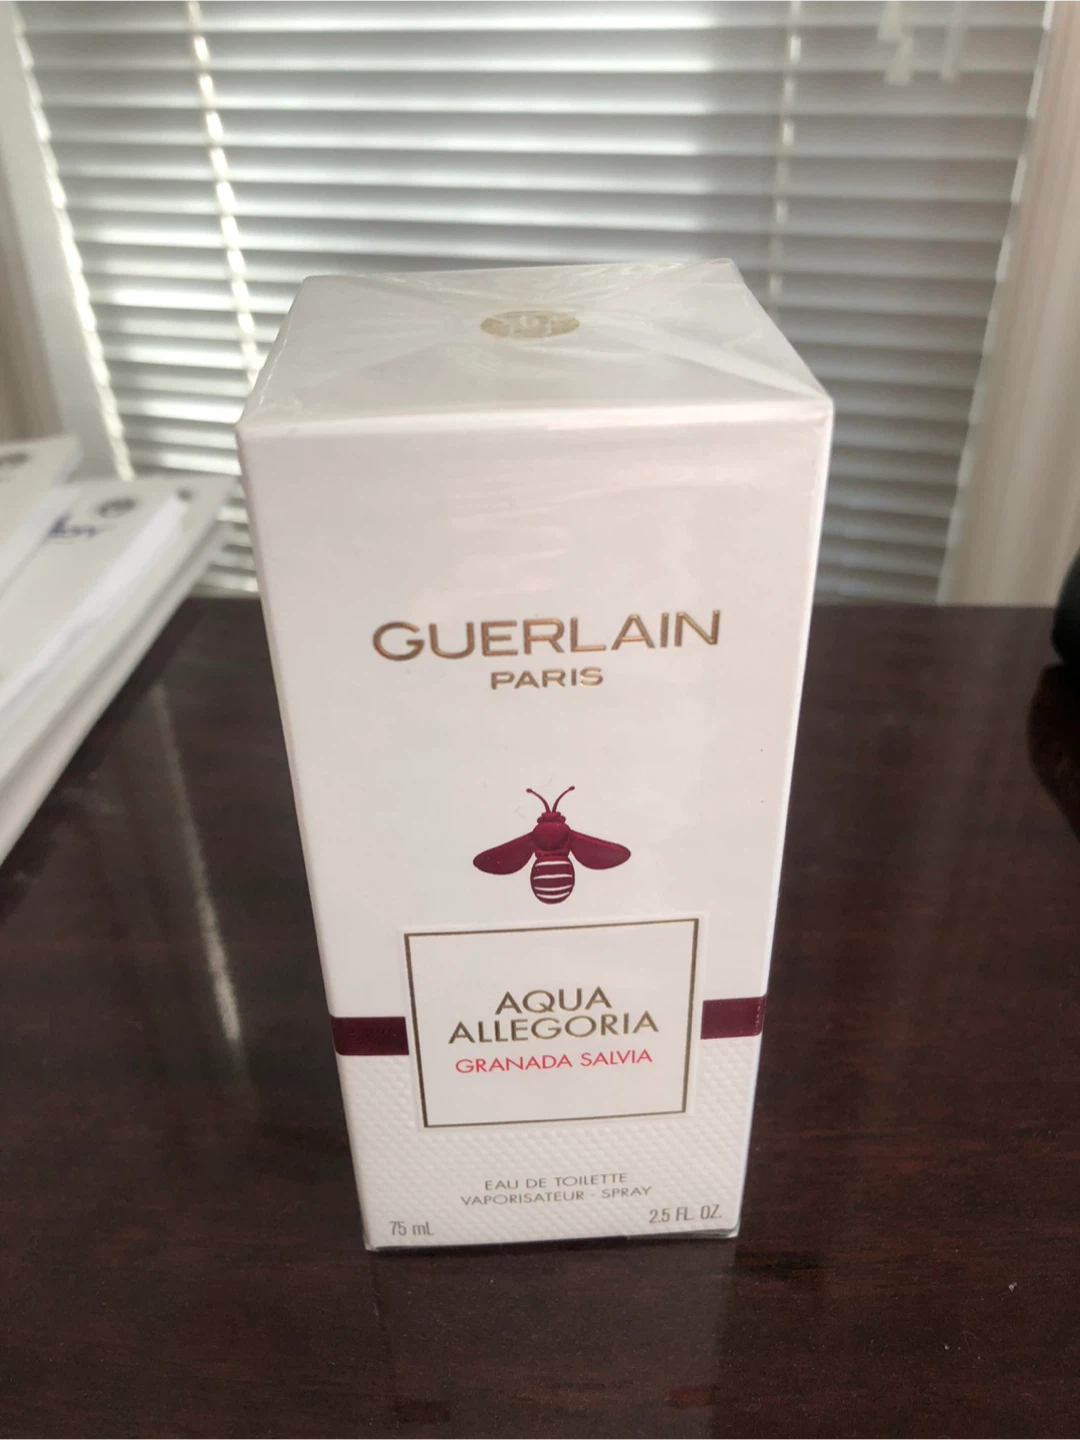 GUERLAIN
PARIS
AQUA
ALLEGORIA
GRANADA SALVIA
EAU DE TOILETTE
VAPORISATEUR - SPRAY
75 mL
2.5 FL. OZ.